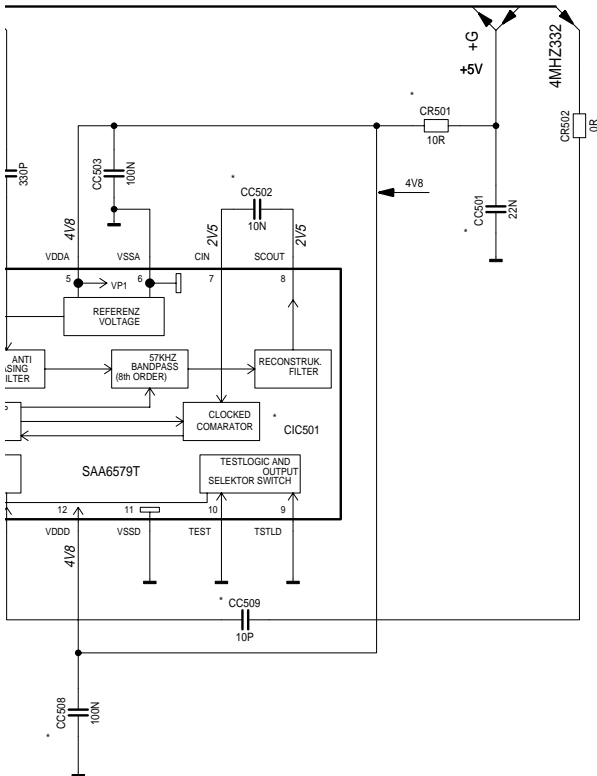 +G
+5V
4MHZ332
*
CR501
10R
CR502
0R
330P
CC503
100N
*
CC502
10N
4V8
CC501
22N
*
4V8
2V5
2V5
VDDA
VSSA
CIN
SCOUT
5
VP1
6
7
8
REFERENZ
VOLTAGE
ANTI
ASING
ILTER
57KHZ
BANDPASS
(8th ORDER)
RECONSTRUK.
FILTER
CLOCKED
COMARATOR
*
CIC501
SAA6579T
TESTLOGIC AND
OUTPUT
SELEKTOR SWITCH
12
11
10
9
VDDD
VSSD
TEST
TSTLD
4V8
*
CC509
10P
CC508
100N
*